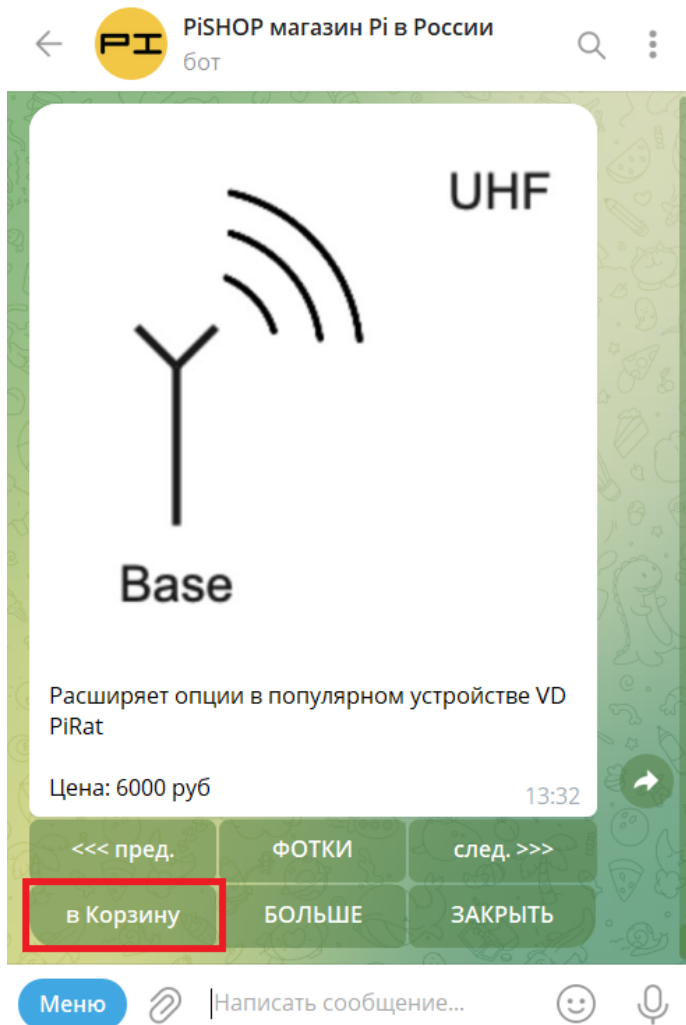 PiSHOP магазин Pi в России
бот
PI
UHF
Base
Расширяет опции в популярном устройстве VD
PiRat
Цена: 6000 руб
13:32
<<< пред. ФОТКИ след. >>>
в Корзину БОЛЬШЕ ЗАКРЫТЬ
Меню Написать сообщение...